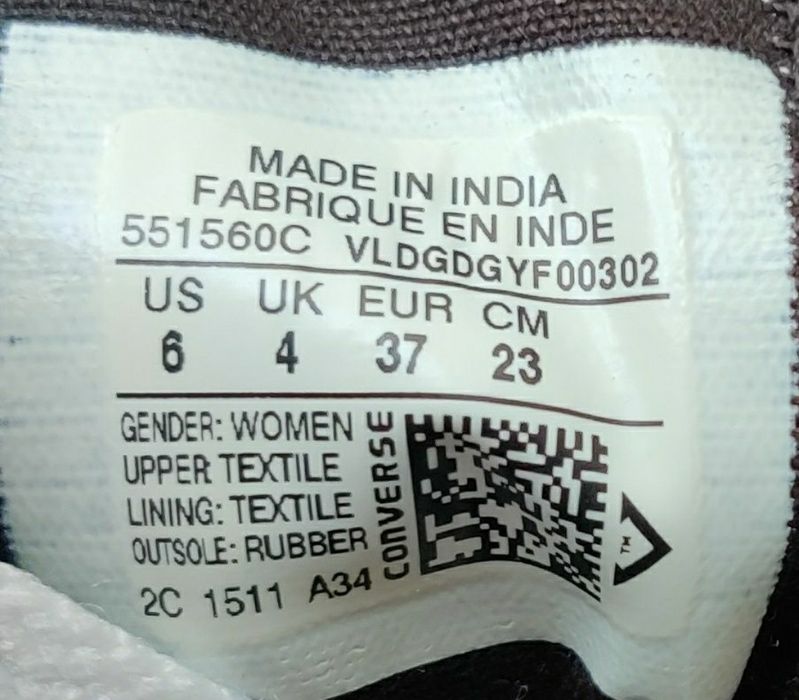 MADE IN INDIA
FABRIQUE EN INDE
551560C VLDGDGYF00302
US UK EUR CM
6 4 37 23
GENDER: WOMEN
UPPER: TEXTILE
LINING: TEXTILE
OUTSOLE: RUBBER
2C 1511 A34
CONVERSE
TM